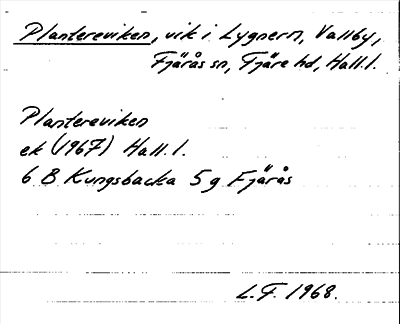 Plantereviken, vik i Lygnern, Vallby,
Fjärås sn, Fjäre hd, Hall. l.
Plantereviken
ek (1967) Hall. l.
6 B Kungsbacka 5 g Fjärås
L. F. 1968.